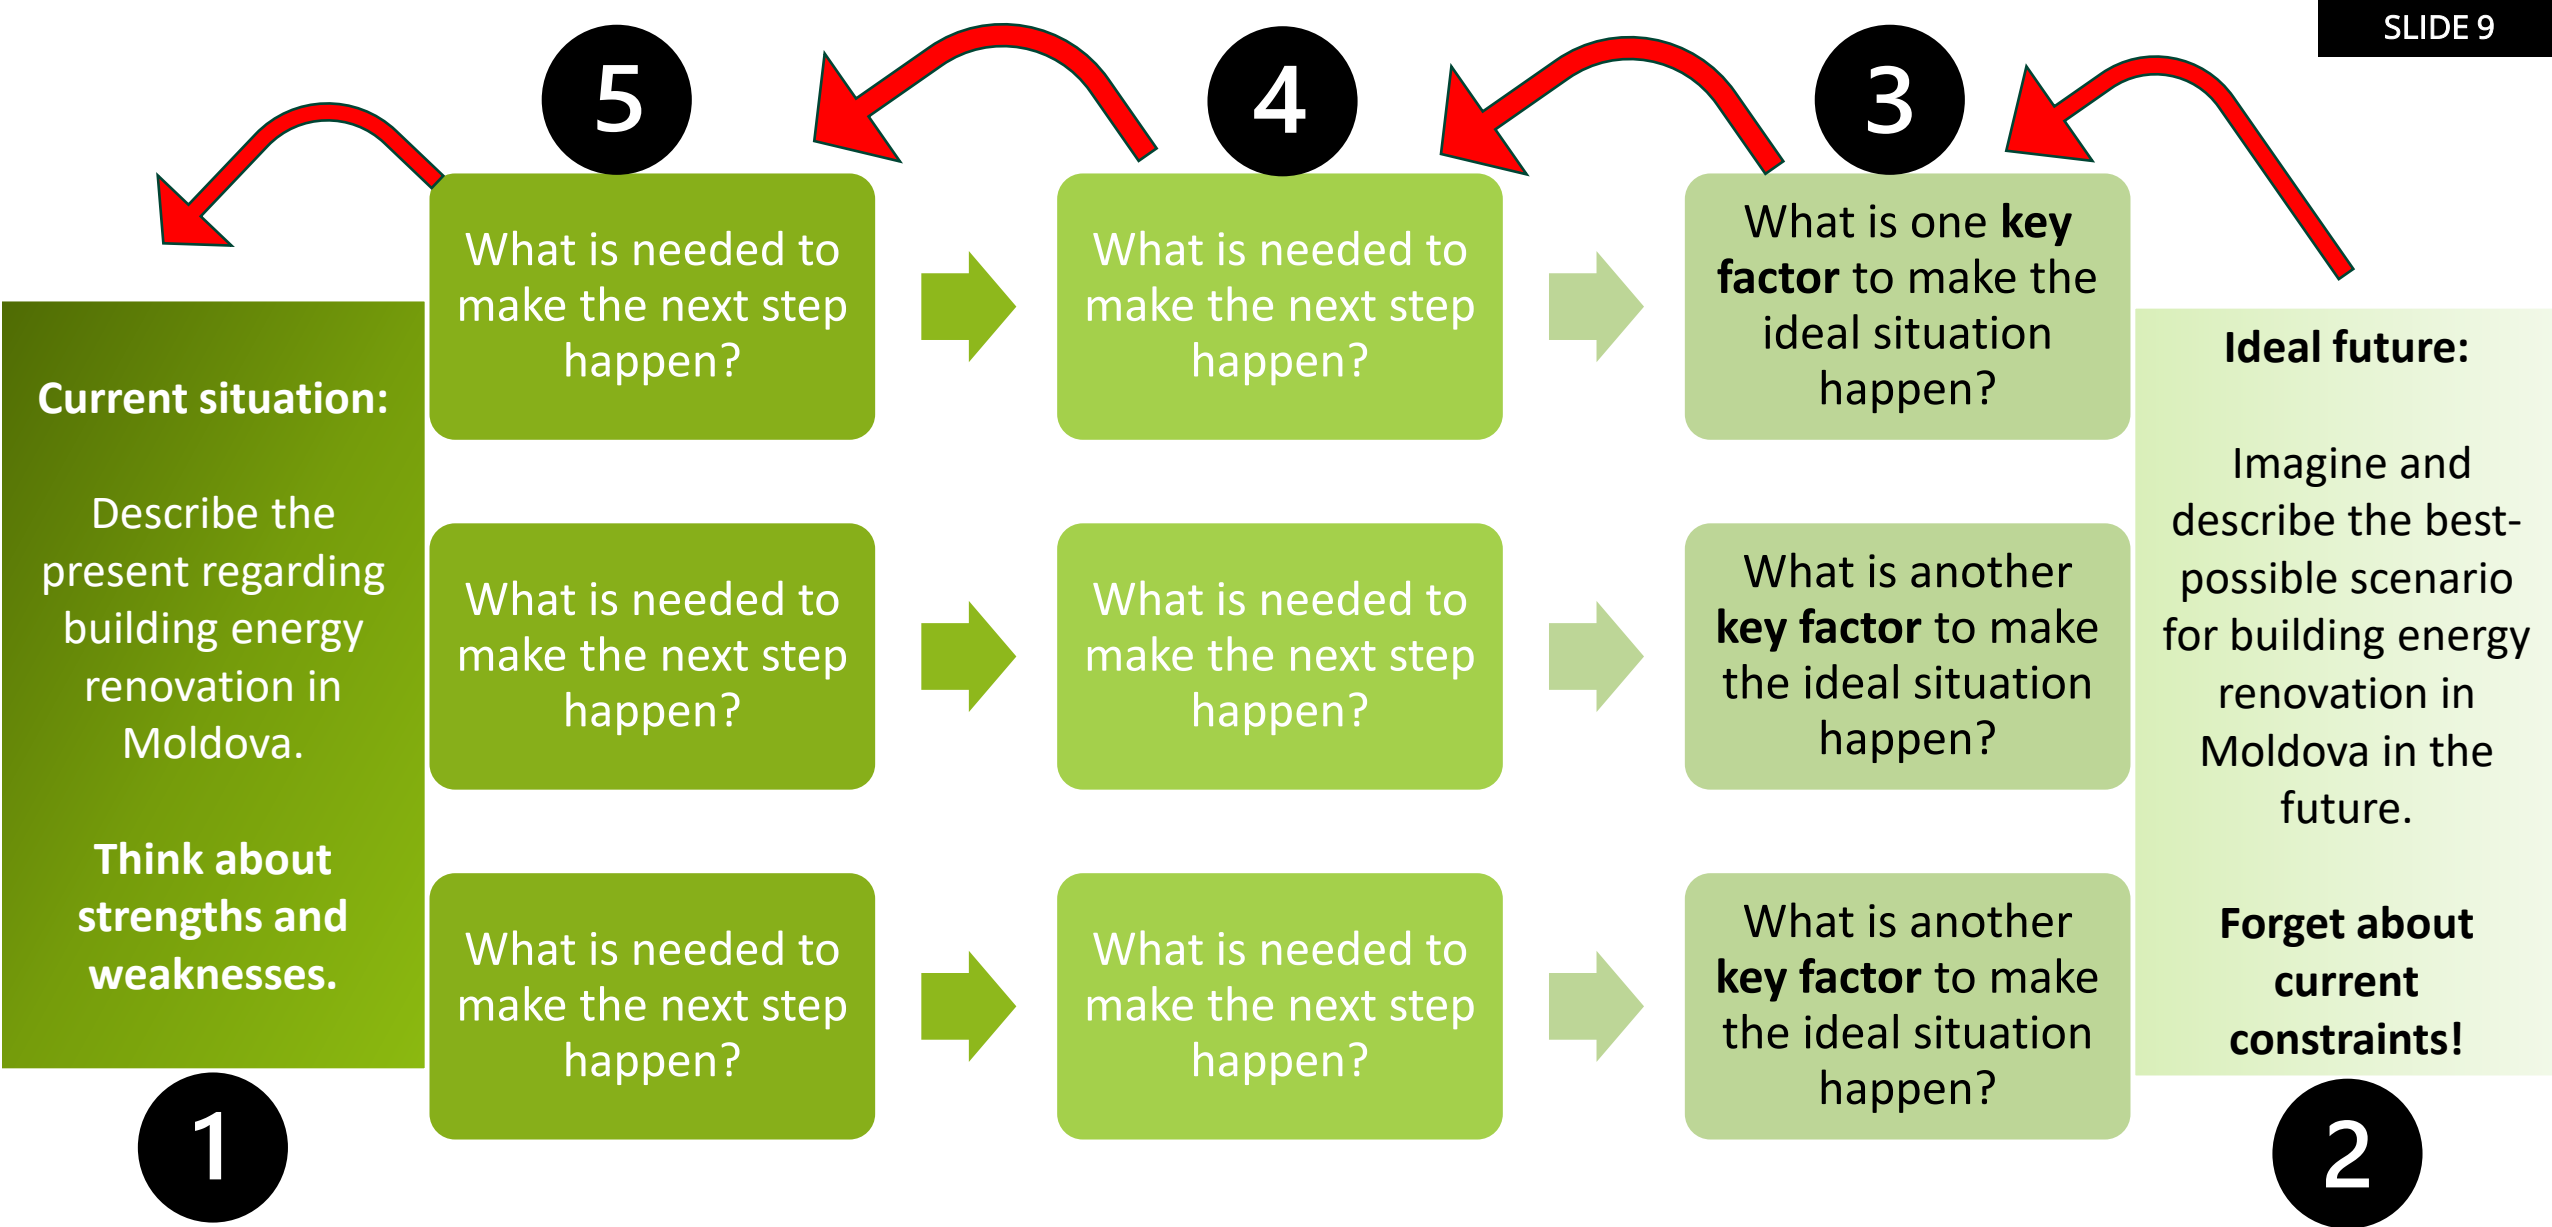 SLIDE 9
5
4
3
Current situation:
Describe the
present regarding
building energy
renovation in
Moldova.
Think about
strengths and
weaknesses.
1
What is needed to
make the next step
happen?
What is needed to
make the next step
happen?
What is one key
factor to make the
ideal situation
happen?
What is needed to
make the next step
happen?
What is needed to
make the next step
happen?
What is another
key factor to make
the ideal situation
happen?
What is needed to
make the next step
happen?
What is needed to
make the next step
happen?
What is another
key factor to make
the ideal situation
happen?
Ideal future:
Imagine and
describe the best-
possible scenario
for building energy
renovation in
Moldova in the
future.
Forget about
current
constraints!
2